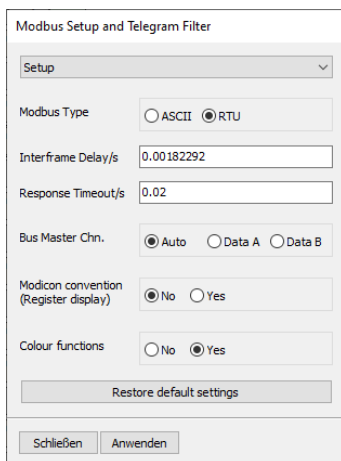 Modbus Setup and Telegram Filter
Setup
Modbus Type
ASCII RTU
Interframe Delay/s 0.00182292
Response Timeout/s 0.02
Bus Master Chn. Auto Data A Data B
Modicon convention
(Register display)
No Yes
Colour functions
No Yes
Restore default settings
Schließen Anwenden